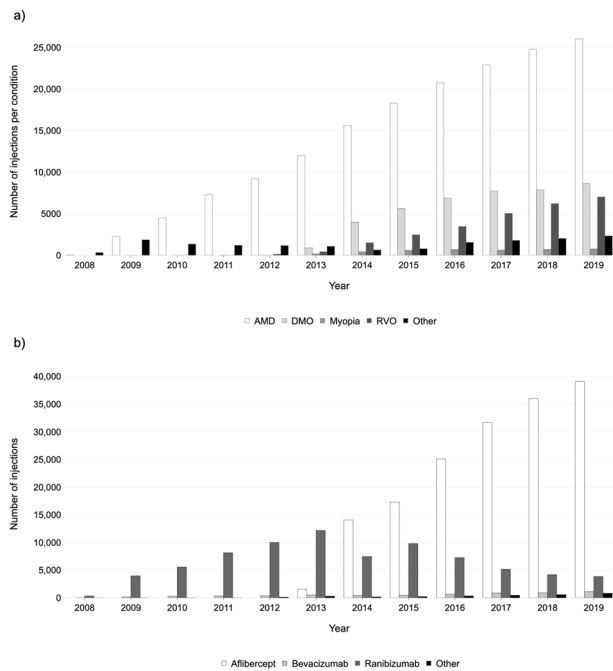 a)
Number of injections per condition
25,000
20,000
15,000
10,000
5000
0
2008 2009 2010 2011 2012 2013 2014 2015 2016 2017 2018 2019
Year
AMD DMO Myopia RVO Other
b)
Number of injections
40,000
35,000
30,000
25,000
20,000
15,000
10,000
5,000
0
2008 2009 2010 2011 2012 2013 2014 2015 2016 2017 2018 2019
Year
Aflibercept Bevacizumab Ranibizumab Other